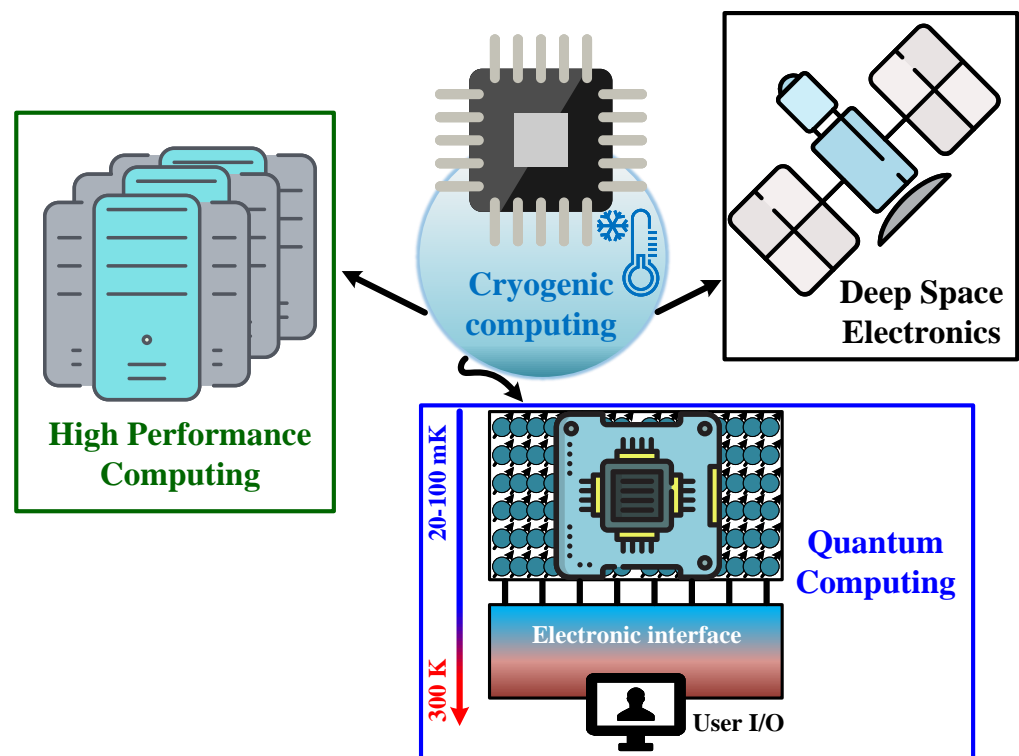 Cryogenic
computing
High Performance
Computing
Deep Space
Electronics
20-100 mK
300 K
Quantum
Computing
Electronic interface
User I/O